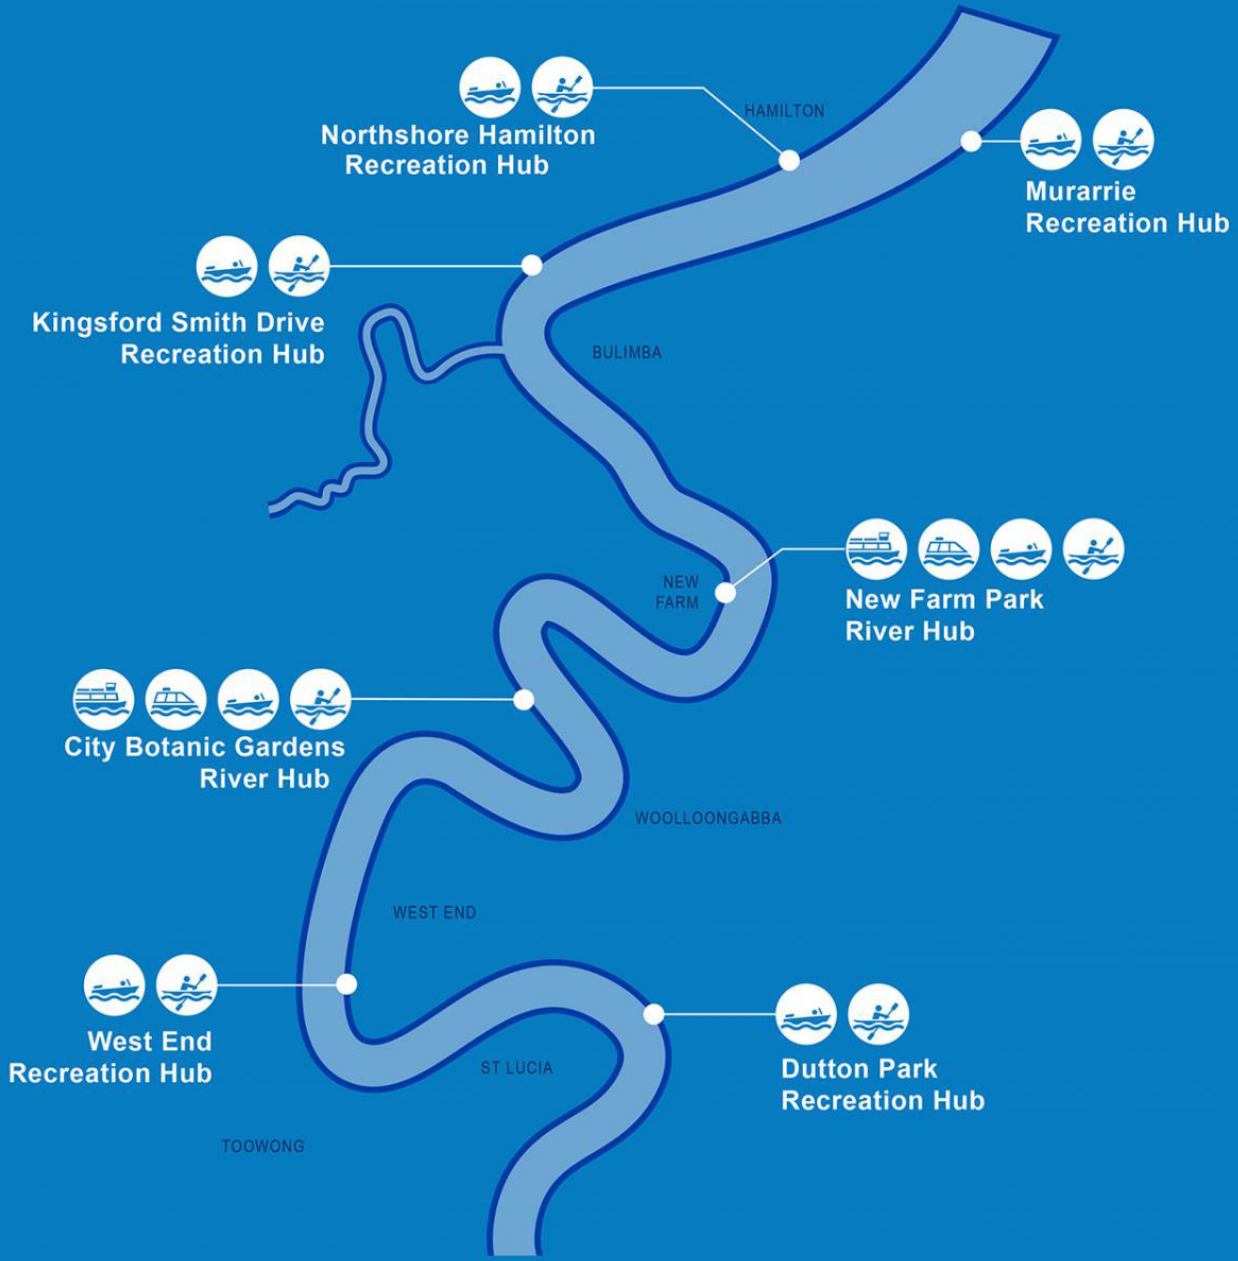 HAMILTON
Northshore Hamilton
Recreation Hub
Murarrie
Recreation Hub
Kingsford Smith Drive
Recreation Hub
BULIMBA
NEW
FARM
New Farm Park
River Hub
City Botanic Gardens
River Hub
WOOLLOONGABBA
WEST END
West End
Recreation Hub
ST LUCIA
Dutton Park
Recreation Hub
TOOWONG